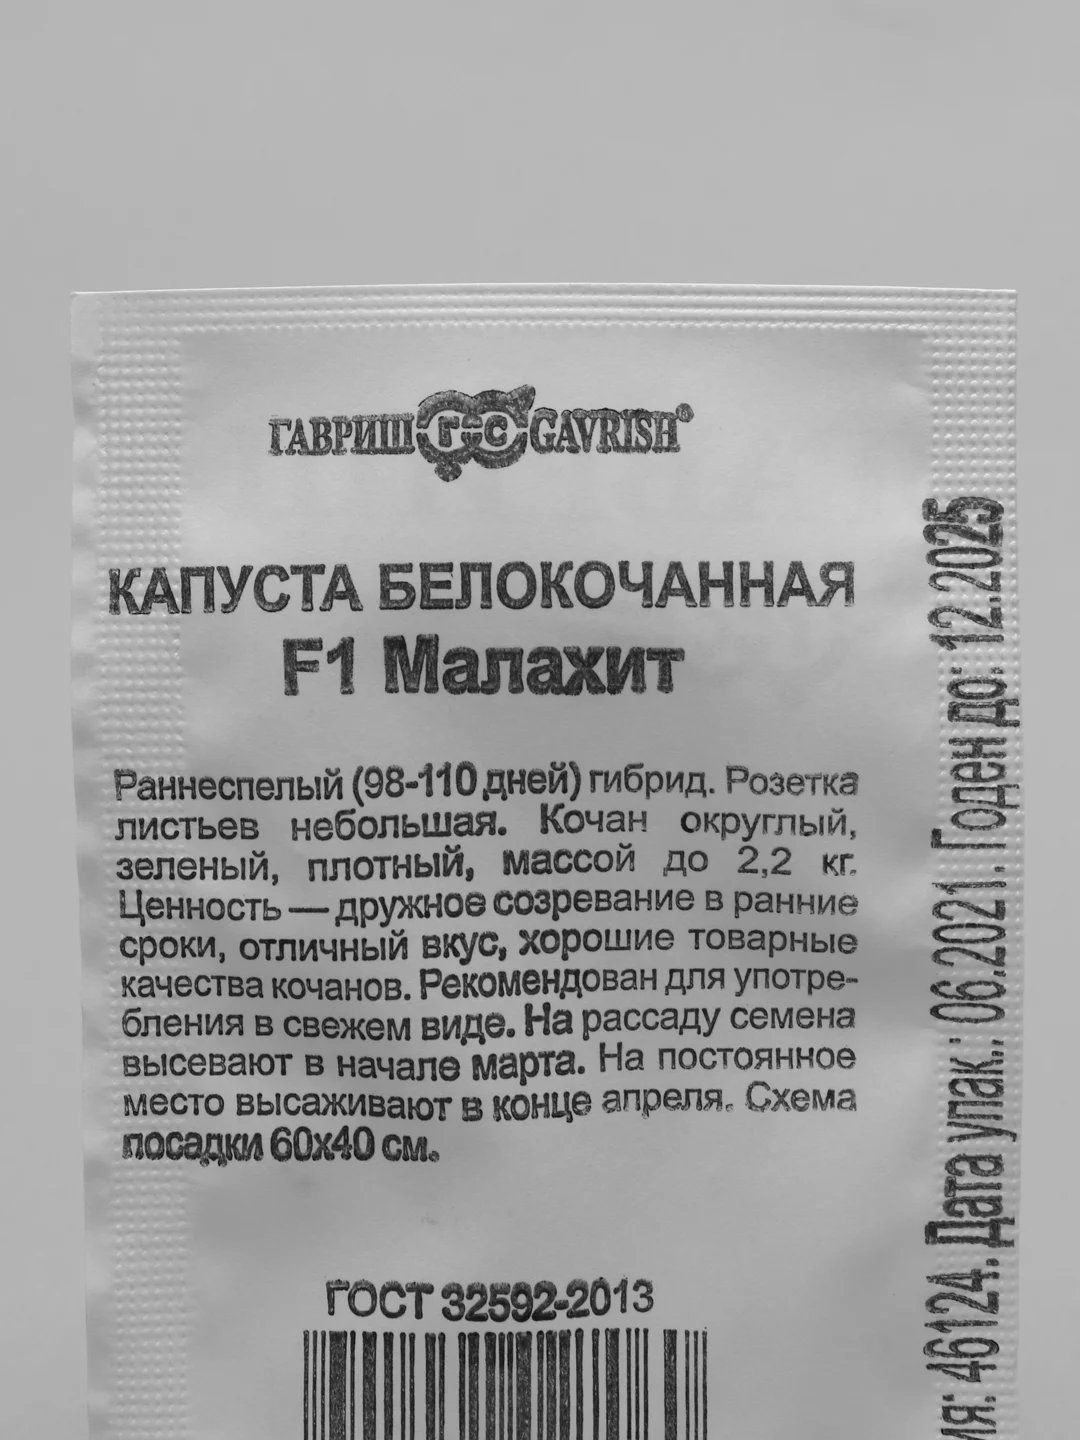 ГАВРИШ ГС GAVRISH®
КАПУСТА БЕЛОКОЧАННАЯ
F1 Малахит
Раннеспелый (98-110 дней) гибрид. Розетка
листьев небольшая. Кочан округлый,
зеленый, плотный, массой до 2,2 кг.
Ценность — дружное созревание в ранние
сроки, отличный вкус, хорошие товарные
качества кочанов. Рекомендован для употре-
бления в свежем виде. На рассаду семена
высевают в начале марта. На постоянное
место высаживают в конце апреля. Схема
посадки 60х40 см.
ГОСТ 32592-2013
ия: 46124. Дата упак.: 06.2021. Годен до: 12.2025